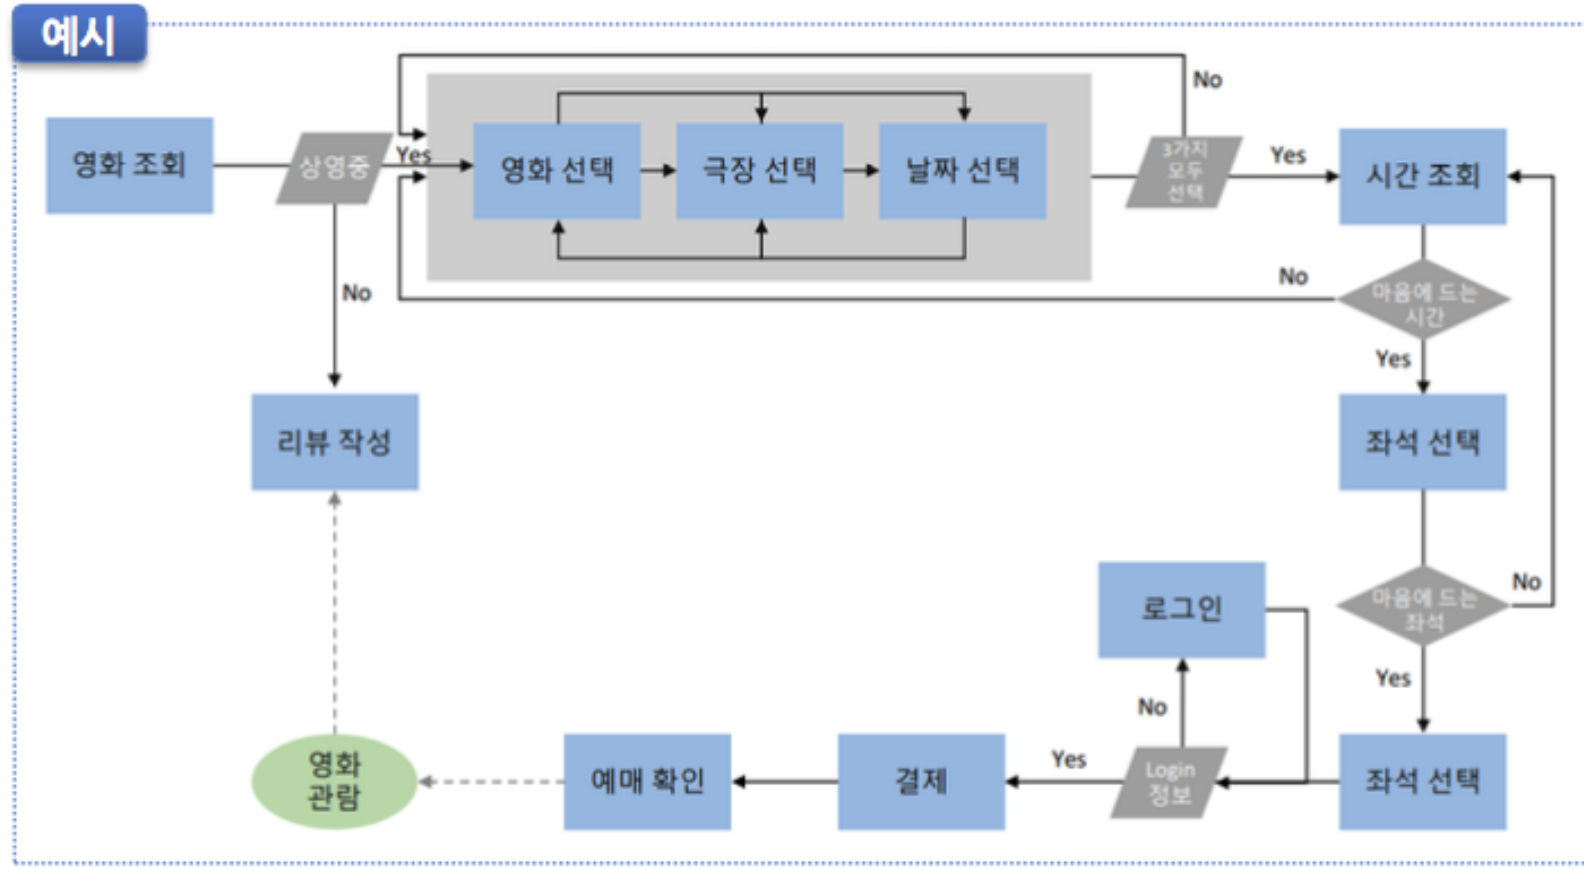 예시
No
영화 조회
상영중
Yes
영화 선택
극장 선택
날짜 선택
3가지
모두
선택
Yes
시간 조회
No
No
마음에 드는
시간
Yes
리뷰 작성
좌석 선택
로그인
마음에 드는
좌석
No
Yes
No
영화
관람
예매 확인
결제
Yes
Login
정보
좌석 선택